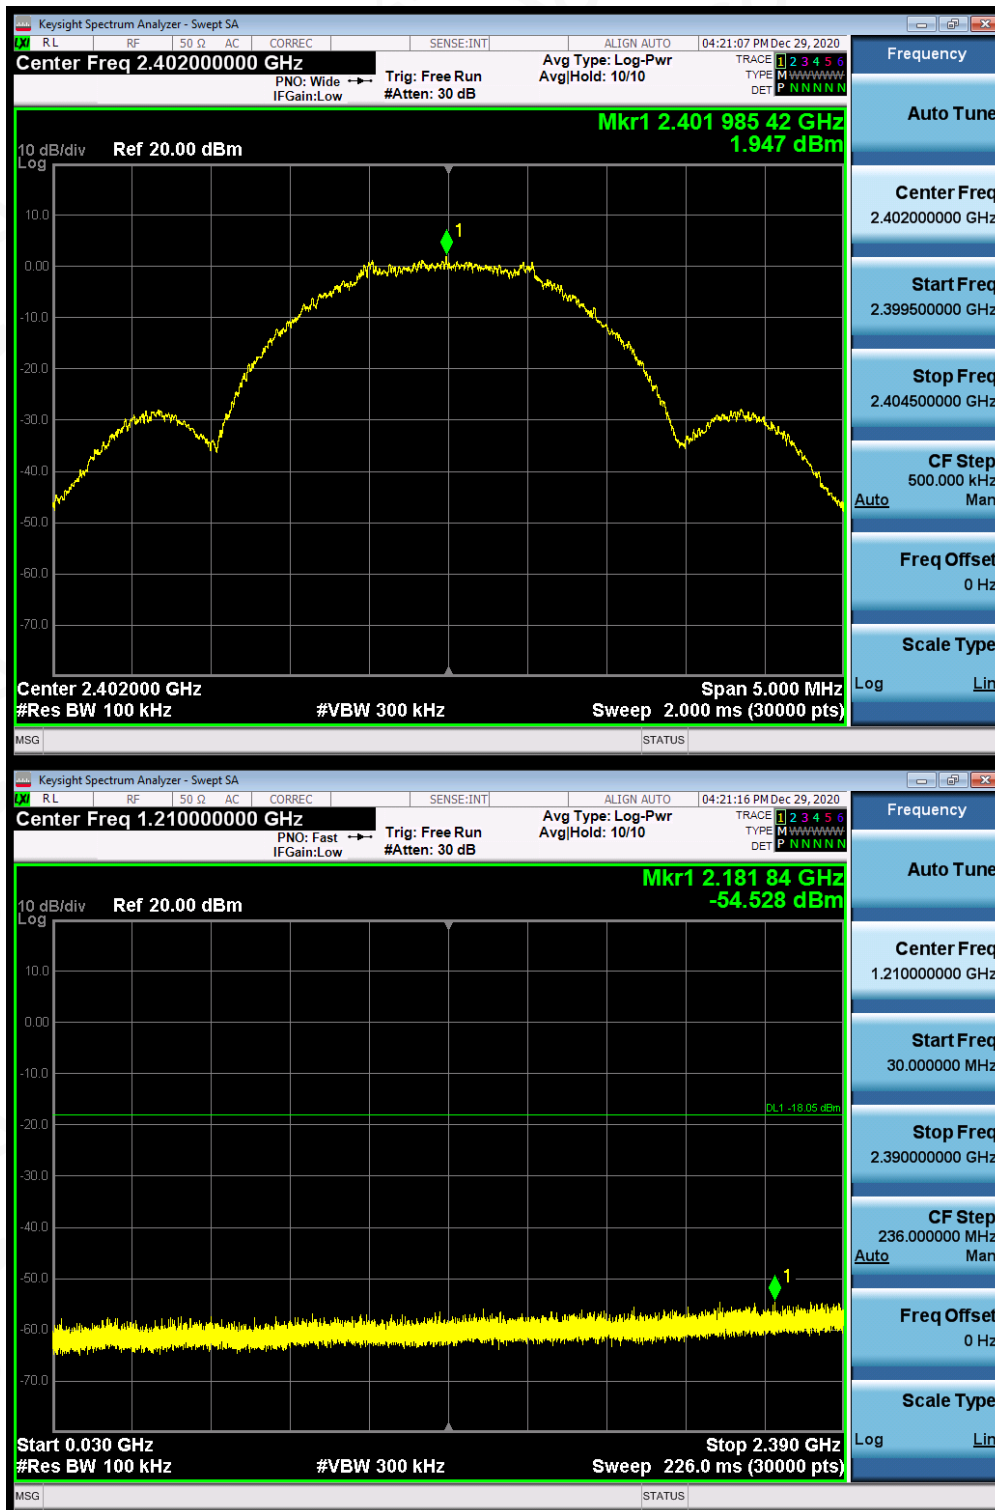 Keysight Spectrum Analyzer - Swept SA
LXI RL RF 50 Ω AC CORREC SENSE:INT ALIGN AUTO 04:21:07 PM Dec 29, 2020
Center Freq 2.402000000 GHz
PNO: Wide
IFGain:Low
Trig: Free Run
#Atten: 30 dB
Avg Type: Log-Pwr
Avg|Hold: 10/10
TRACE 1 2 3 4 5 6
TYPE M W W W W W
DET P N N N N N
Mkr1 2.401 985 42 GHz
1.947 dBm
10 dB/div Ref 20.00 dBm
Log
10.0
1
0.00
-10.0
-20.0
-30.0
-40.0
-50.0
-60.0
-70.0
Center 2.402000 GHz Span 5.000 MHz
#Res BW 100 kHz #VBW 300 kHz Sweep 2.000 ms (30000 pts)
MSG STATUS
Frequency
Auto Tune
Center Freq
2.402000000 GHz
Start Freq
2.399500000 GHz
Stop Freq
2.404500000 GHz
CF Step
500.000 kHz
Auto Man
Freq Offset
0 Hz
Scale Type
Log Lin
Keysight Spectrum Analyzer - Swept SA
LXI RL RF 50 Ω AC CORREC SENSE:INT ALIGN AUTO 04:21:16 PM Dec 29, 2020
Center Freq 1.210000000 GHz
PNO: Fast
IFGain:Low
Trig: Free Run
#Atten: 30 dB
Avg Type: Log-Pwr
Avg|Hold: 10/10
TRACE 1 2 3 4 5 6
TYPE M W W W W W
DET P N N N N N
Mkr1 2.181 84 GHz
-54.528 dBm
10 dB/div Ref 20.00 dBm
Log
10.0
0.00
-10.0
DL1 -18.05 dBm
-20.0
-30.0
-40.0
-50.0
1
-60.0
-70.0
Start 0.030 GHz Stop 2.390 GHz
#Res BW 100 kHz #VBW 300 kHz Sweep 226.0 ms (30000 pts)
MSG STATUS
Frequency
Auto Tune
Center Freq
1.210000000 GHz
Start Freq
30.000000 MHz
Stop Freq
2.390000000 GHz
CF Step
236.000000 MHz
Auto Man
Freq Offset
0 Hz
Scale Type
Log Lin